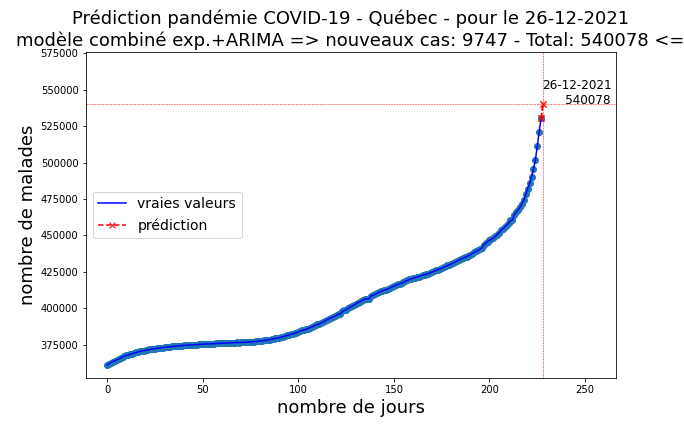 Prédiction pandémie COVID-19 - Québec - pour le 26-12-2021
modèle combiné exp.+ARIMA => nouveaux cas: 9747 - Total: 540078 <=
575000
550000
525000
500000
475000
450000
425000
400000
375000
nombre de malades
26-12-2021
540078
vraies valeurs
prédiction
0 50 100 150 200 250
nombre de jours